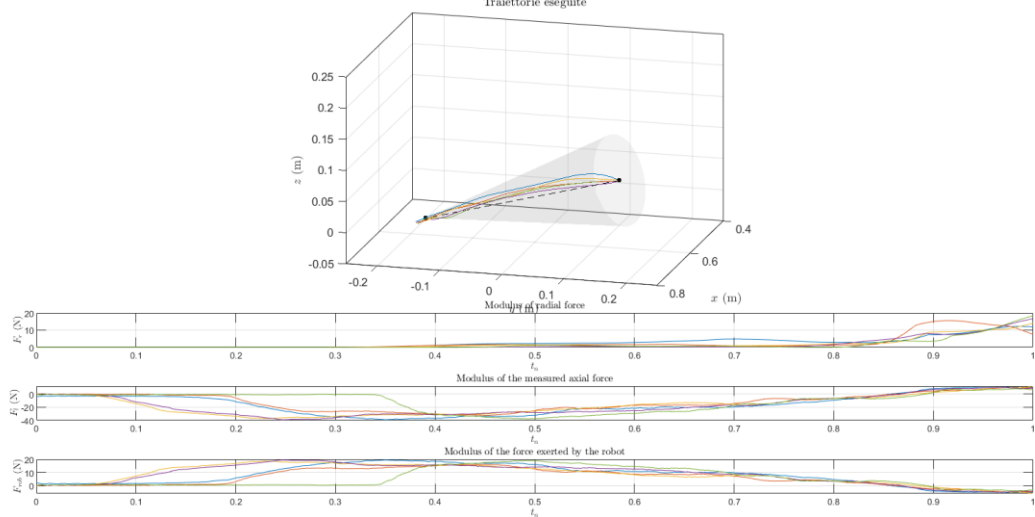 Traiettorie eseguite
0.25
0.2
0.15
0.1
0.05
0
-0.05
z (m)
-0.2
-0.1
0
0.1
0.2
y (m)
0.4
0.6
0.8
x (m)
Modulus of radial force
20
10
0
F_r (N)
0 0.1 0.2 0.3 0.4 0.5 0.6 0.7 0.8 0.9 1
t_n
Modulus of the measured axial force
0
-20
-40
F_l (N)
0 0.1 0.2 0.3 0.4 0.5 0.6 0.7 0.8 0.9 1
t_n
Modulus of the force exerted by the robot
20
10
0
F_rob (N)
0 0.1 0.2 0.3 0.4 0.5 0.6 0.7 0.8 0.9 1
t_n